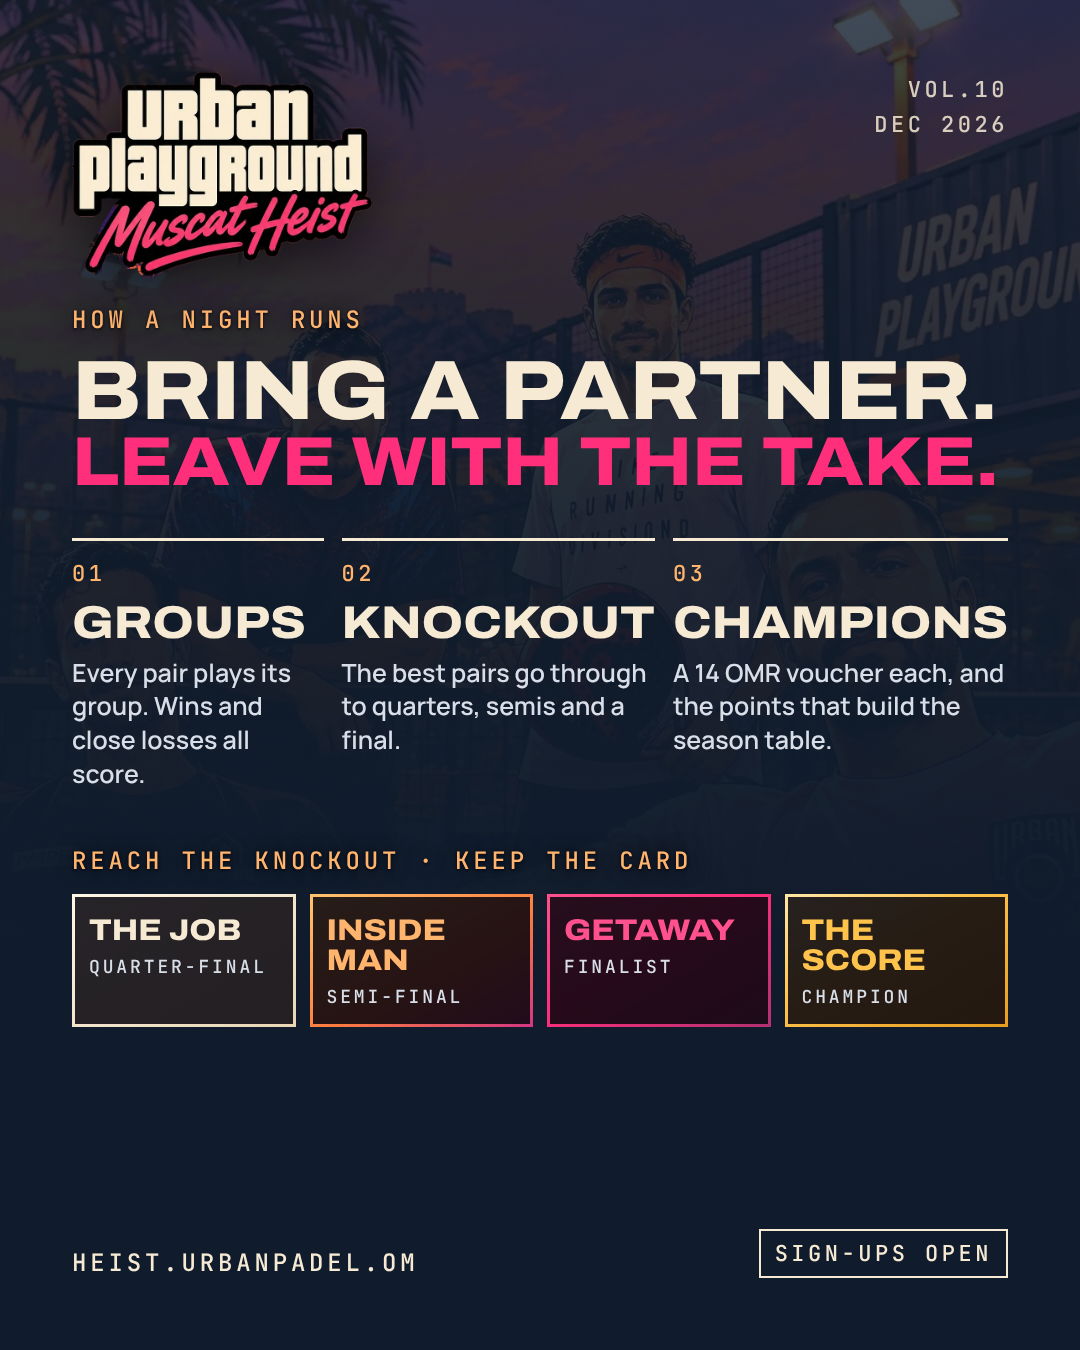 urban
playground
Muscat Heist
VOL.10
DEC 2026
URBAN
PLAYGROUN
HOW A NIGHT RUNS
BRING A PARTNER.
LEAVE WITH THE TAKE.
RUNNING
DIVISION
01
GROUPS
Every pair plays its
group. Wins and
close losses all
score.
02
KNOCKOUT
The best pairs go through
to quarters, semis and a
final.
03
CHAMPIONS
A 14 OMR voucher each, and
the points that build the
season table.
REACH THE KNOCKOUT · KEEP THE CARD
THE JOB
QUARTER-FINAL
INSIDE
MAN
SEMI-FINAL
GETAWAY
FINALIST
THE
SCORE
CHAMPION
HEIST.URBANPADEL.OM
SIGN-UPS OPEN